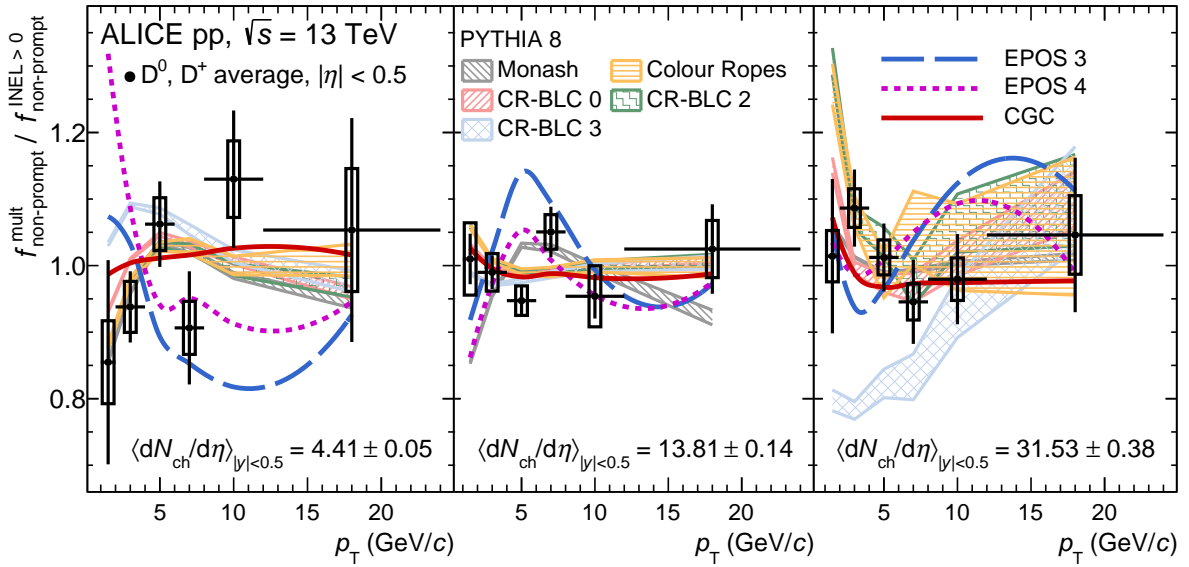 f^mult_non-prompt / f^INEL > 0_non-prompt
1.2
1.0
0.8
ALICE pp, √s = 13 TeV
D⁰, D⁺ average, |η| < 0.5
⟨dN_ch/dη⟩_|y|<0.5 = 4.41 ± 0.05
5 10 15 20
p_T (GeV/c)
PYTHIA 8
Monash
Colour Ropes
CR-BLC 0
CR-BLC 2
CR-BLC 3
⟨dN_ch/dη⟩_|y|<0.5 = 13.81 ± 0.14
5 10 15 20
p_T (GeV/c)
EPOS 3
EPOS 4
CGC
⟨dN_ch/dη⟩_|y|<0.5 = 31.53 ± 0.38
5 10 15 20
p_T (GeV/c)